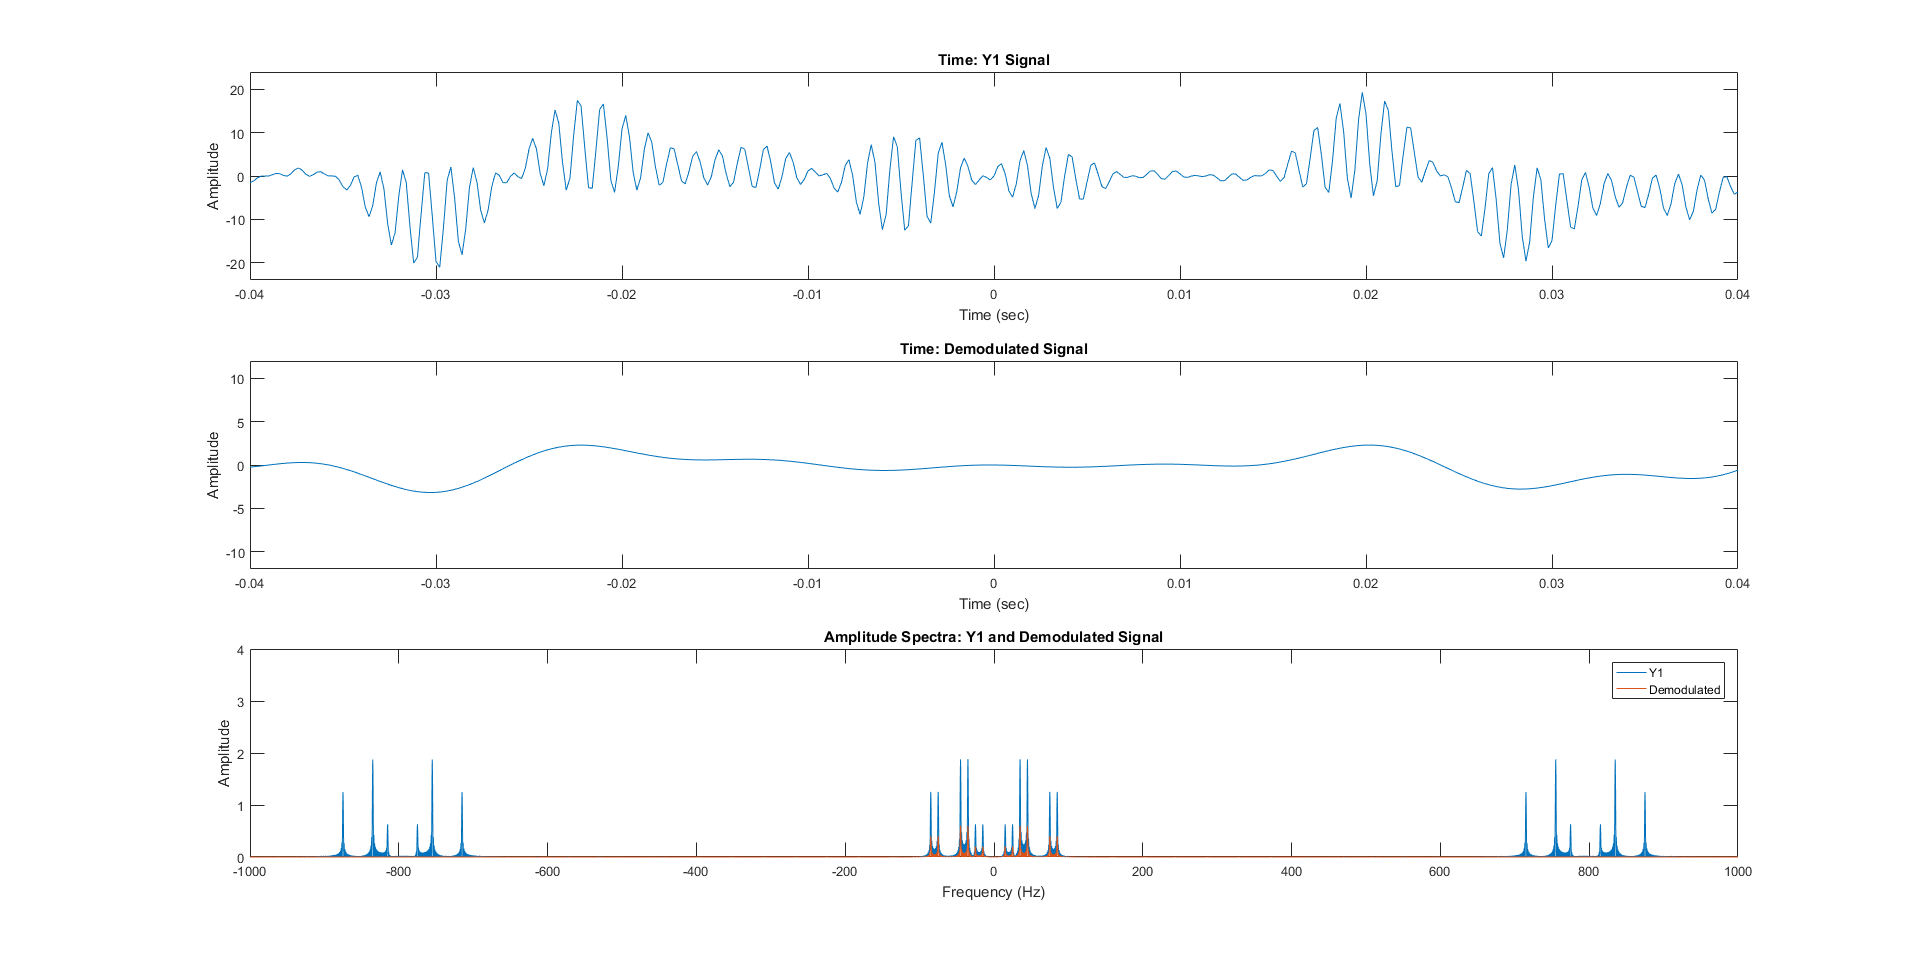 Time: Y1 Signal
20
10
0
-10
-20
Amplitude
-0.04 -0.03 -0.02 -0.01 0 0.01 0.02 0.03 0.04
Time (sec)
Time: Demodulated Signal
10
5
0
-5
-10
Amplitude
-0.04 -0.03 -0.02 -0.01 0 0.01 0.02 0.03 0.04
Time (sec)
Amplitude Spectra: Y1 and Demodulated Signal
4
3
2
1
0
Amplitude
Y1
Demodulated
-1000 -800 -600 -400 -200 0 200 400 600 800 1000
Frequency (Hz)